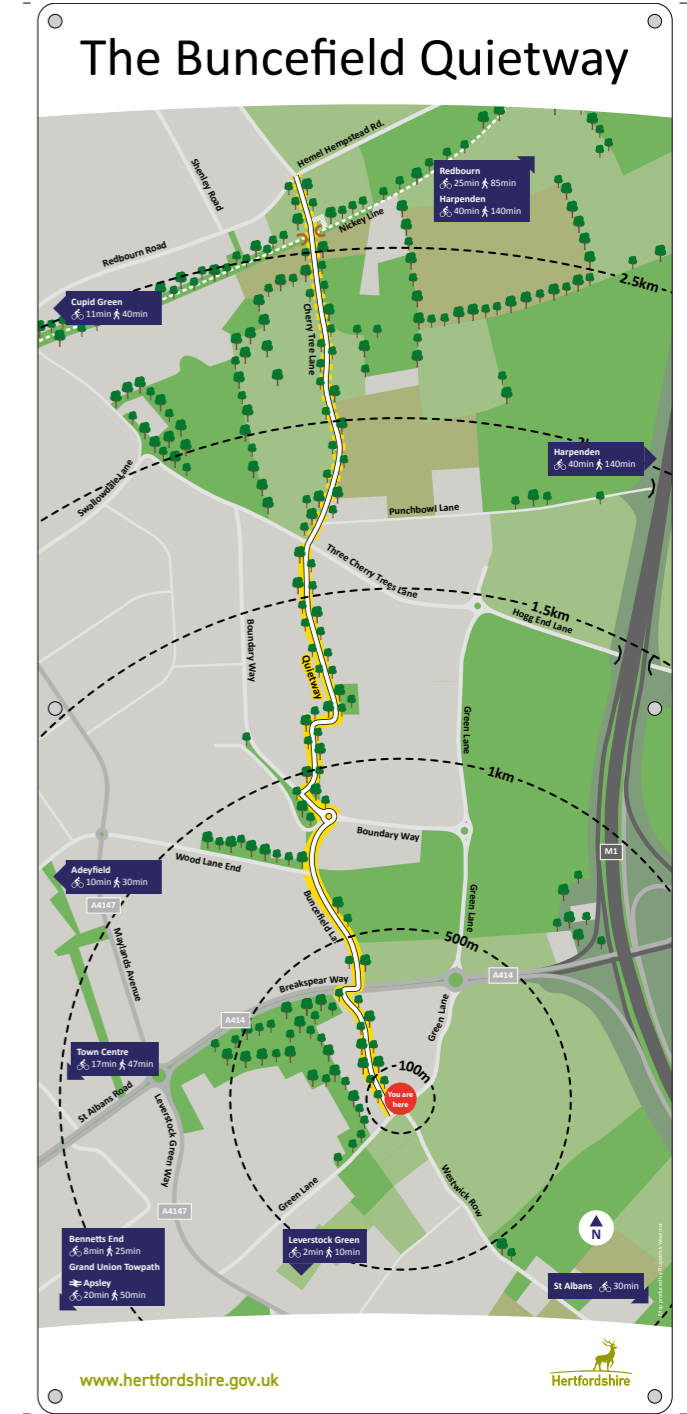 The Buncefield Quietway
Hemel Hempstead Rd.
Shenley Road
Redbourn
25min 85min
Harpenden
40min 140min
Nickey Line
Redbourn Road
2.5km
Cupid Green
11min 40min
Cherry Tree Lane
Harpenden
40min 140min
Swallowdale Lane
Punchbowl Lane
Three Cherry Trees Lane
1.5km
Hogg End Lane
Boundary Way
Quietway
Green Lane
1km
Boundary Way
M1
Wood Lane End
Adeyfield
10min 30min
A4147
Green Lane
Buncefield La
500m
Maylands Avenue
Breakspear Way
A414
A414
Green Lane
Town Centre
17min 47min
100m
You are
here
St Albans Road
Leverstock Green Way
Green Lane
Westwick Row
A4147
Bennetts End
8min 25min
Grand Union Towpath
Apsley
20min 50min
Leverstock Green
2min 10min
N
St Albans 30min
www.hertfordshire.gov.uk
Hertfordshire